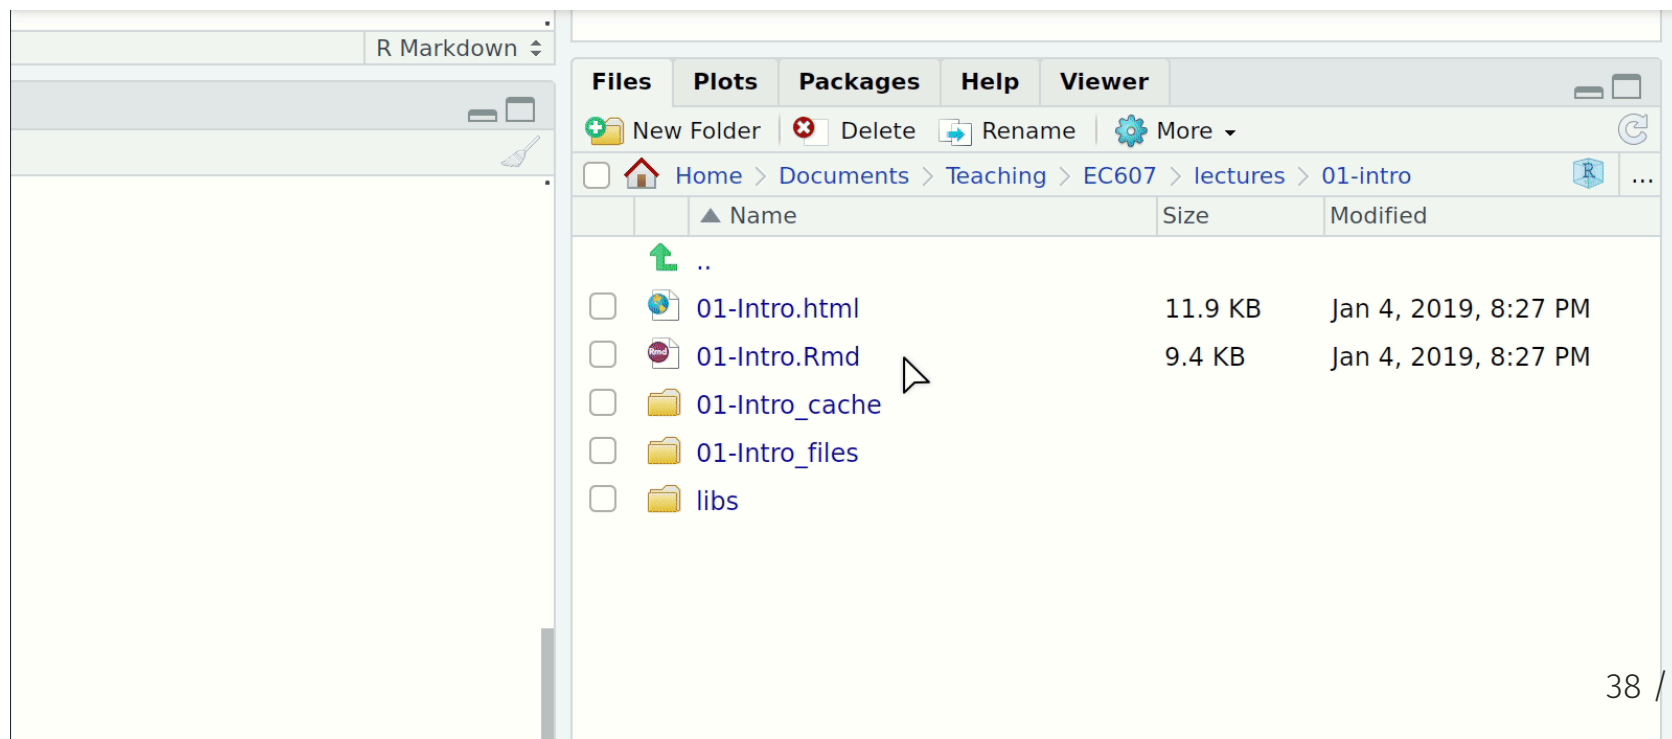 R Markdown
Files Plots Packages Help Viewer
New Folder Delete Rename More
Home > Documents > Teaching > EC607 > lectures > 01-intro R ...
Name Size Modified
..
01-Intro.html 11.9 KB Jan 4, 2019, 8:27 PM
Rmd 01-Intro.Rmd 9.4 KB Jan 4, 2019, 8:27 PM
01-Intro_cache
01-Intro_files
libs
38 /